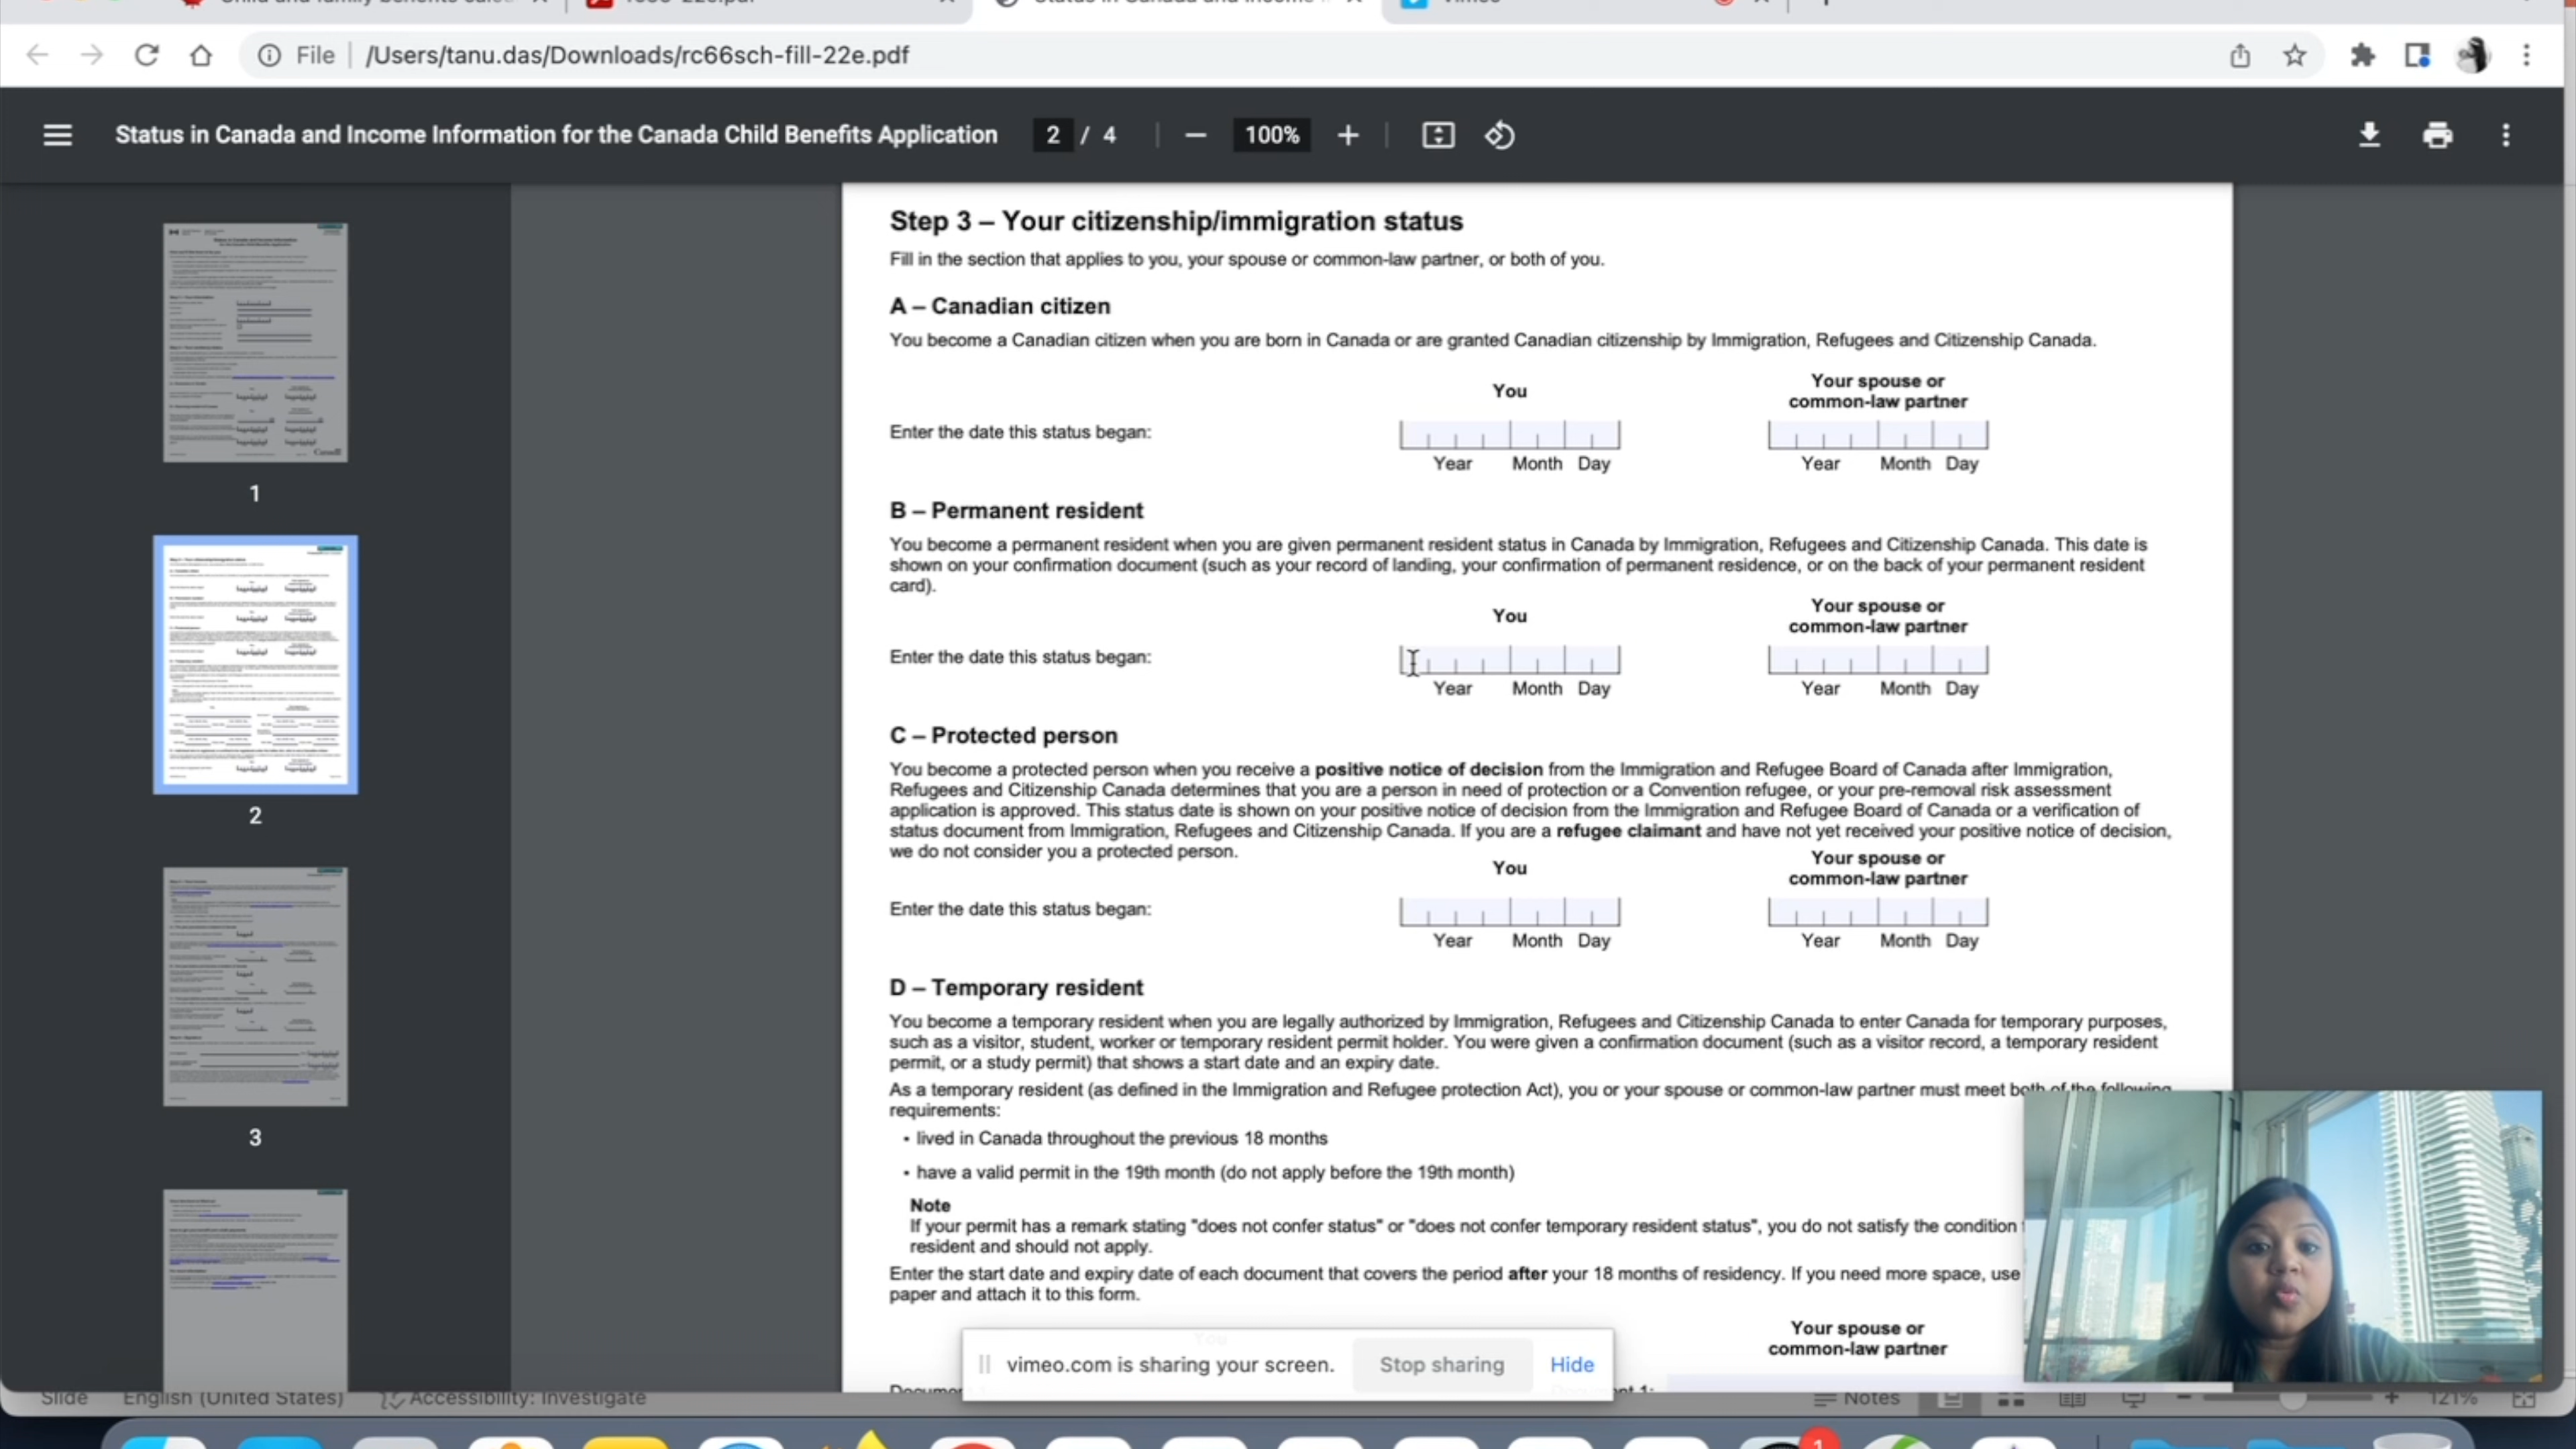 File
/Users/tanu.das/Downloads/rc66sch-fill-22e.pdf
Status in Canada and Income Information for the Canada Child Benefits Application
2 / 4
100%
1
2
3
Step 3 – Your citizenship/immigration status
Fill in the section that applies to you, your spouse or common-law partner, or both of you.
A – Canadian citizen
You become a Canadian citizen when you are born in Canada or are granted Canadian citizenship by Immigration, Refugees and Citizenship Canada.
You
Your spouse or
common-law partner
Enter the date this status began:
Year Month Day
Year Month Day
B – Permanent resident
You become a permanent resident when you are given permanent resident status in Canada by Immigration, Refugees and Citizenship Canada. This date is
shown on your confirmation document (such as your record of landing, your confirmation of permanent residence, or on the back of your permanent resident
card).
You
Your spouse or
common-law partner
Enter the date this status began:
Year Month Day
Year Month Day
C – Protected person
You become a protected person when you receive a positive notice of decision from the Immigration and Refugee Board of Canada after Immigration,
Refugees and Citizenship Canada determines that you are a person in need of protection or a Convention refugee, or your pre-removal risk assessment
application is approved. This status date is shown on your positive notice of decision from the Immigration and Refugee Board of Canada or a verification of
status document from Immigration, Refugees and Citizenship Canada. If you are a refugee claimant and have not yet received your positive notice of decision,
we do not consider you a protected person.
You
Your spouse or
common-law partner
Enter the date this status began:
Year Month Day
Year Month Day
D – Temporary resident
You become a temporary resident when you are legally authorized by Immigration, Refugees and Citizenship Canada to enter Canada for temporary purposes,
such as a visitor, student, worker or temporary resident permit holder. You were given a confirmation document (such as a visitor record, a temporary resident
permit, or a study permit) that shows a start date and an expiry date.
As a temporary resident (as defined in the Immigration and Refugee protection Act), you or your spouse or common-law partner must meet both of the following
requirements:
• lived in Canada throughout the previous 18 months
• have a valid permit in the 19th month (do not apply before the 19th month)
Note
If your permit has a remark stating "does not confer status" or "does not confer temporary resident status", you do not satisfy the condition
resident and should not apply.
Enter the start date and expiry date of each document that covers the period after your 18 months of residency. If you need more space, use
paper and attach it to this form.
You
Your spouse or
common-law partner
vimeo.com is sharing your screen.
Stop sharing
Hide
Slide
English (United States)
Accessibility: Investigate
Notes
121%
1